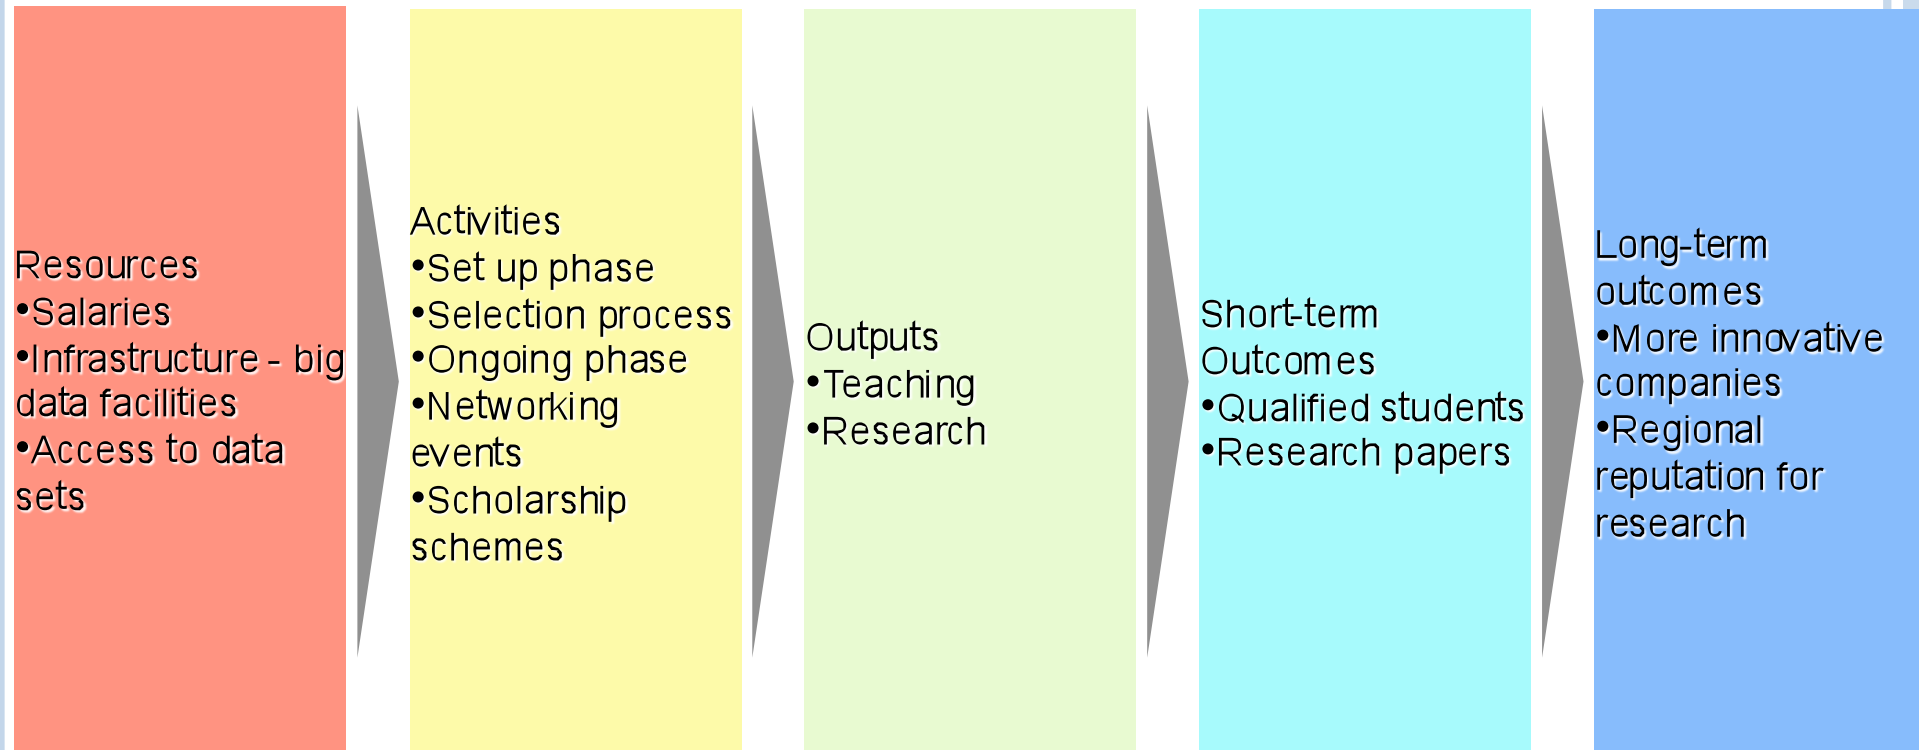 Resources
•Salaries
•Infrastructure - big
data facilities
•Access to data
sets
Activities
•Set up phase
•Selection process
•Ongoing phase
•Networking
events
•Scholarship
schemes
Outputs
•Teaching
•Research
Short-term
Outcomes
•Qualified students
•Research papers
Long-term
outcomes
•More innovative
companies
•Regional
reputation for
research